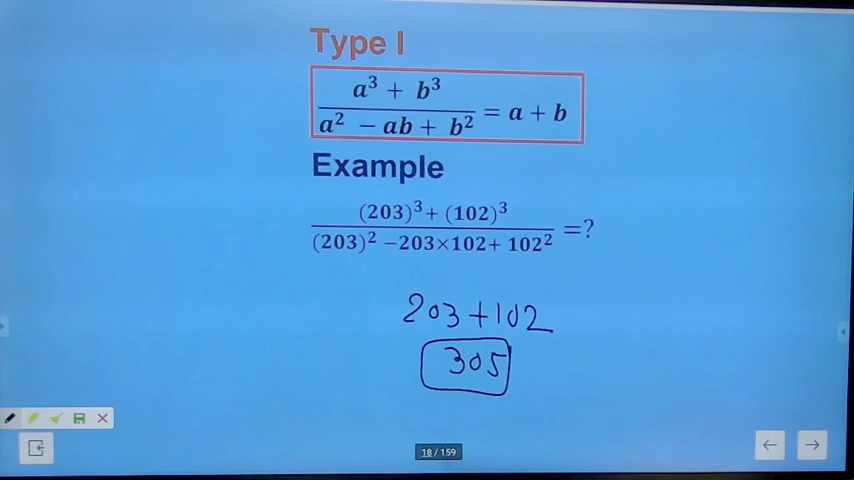 Type I
a³ + b³
a² − ab + b²
= a + b
Example
(203)³ + (102)³
(203)² −203×102+ 102²
=?
203+102
305
18 / 159